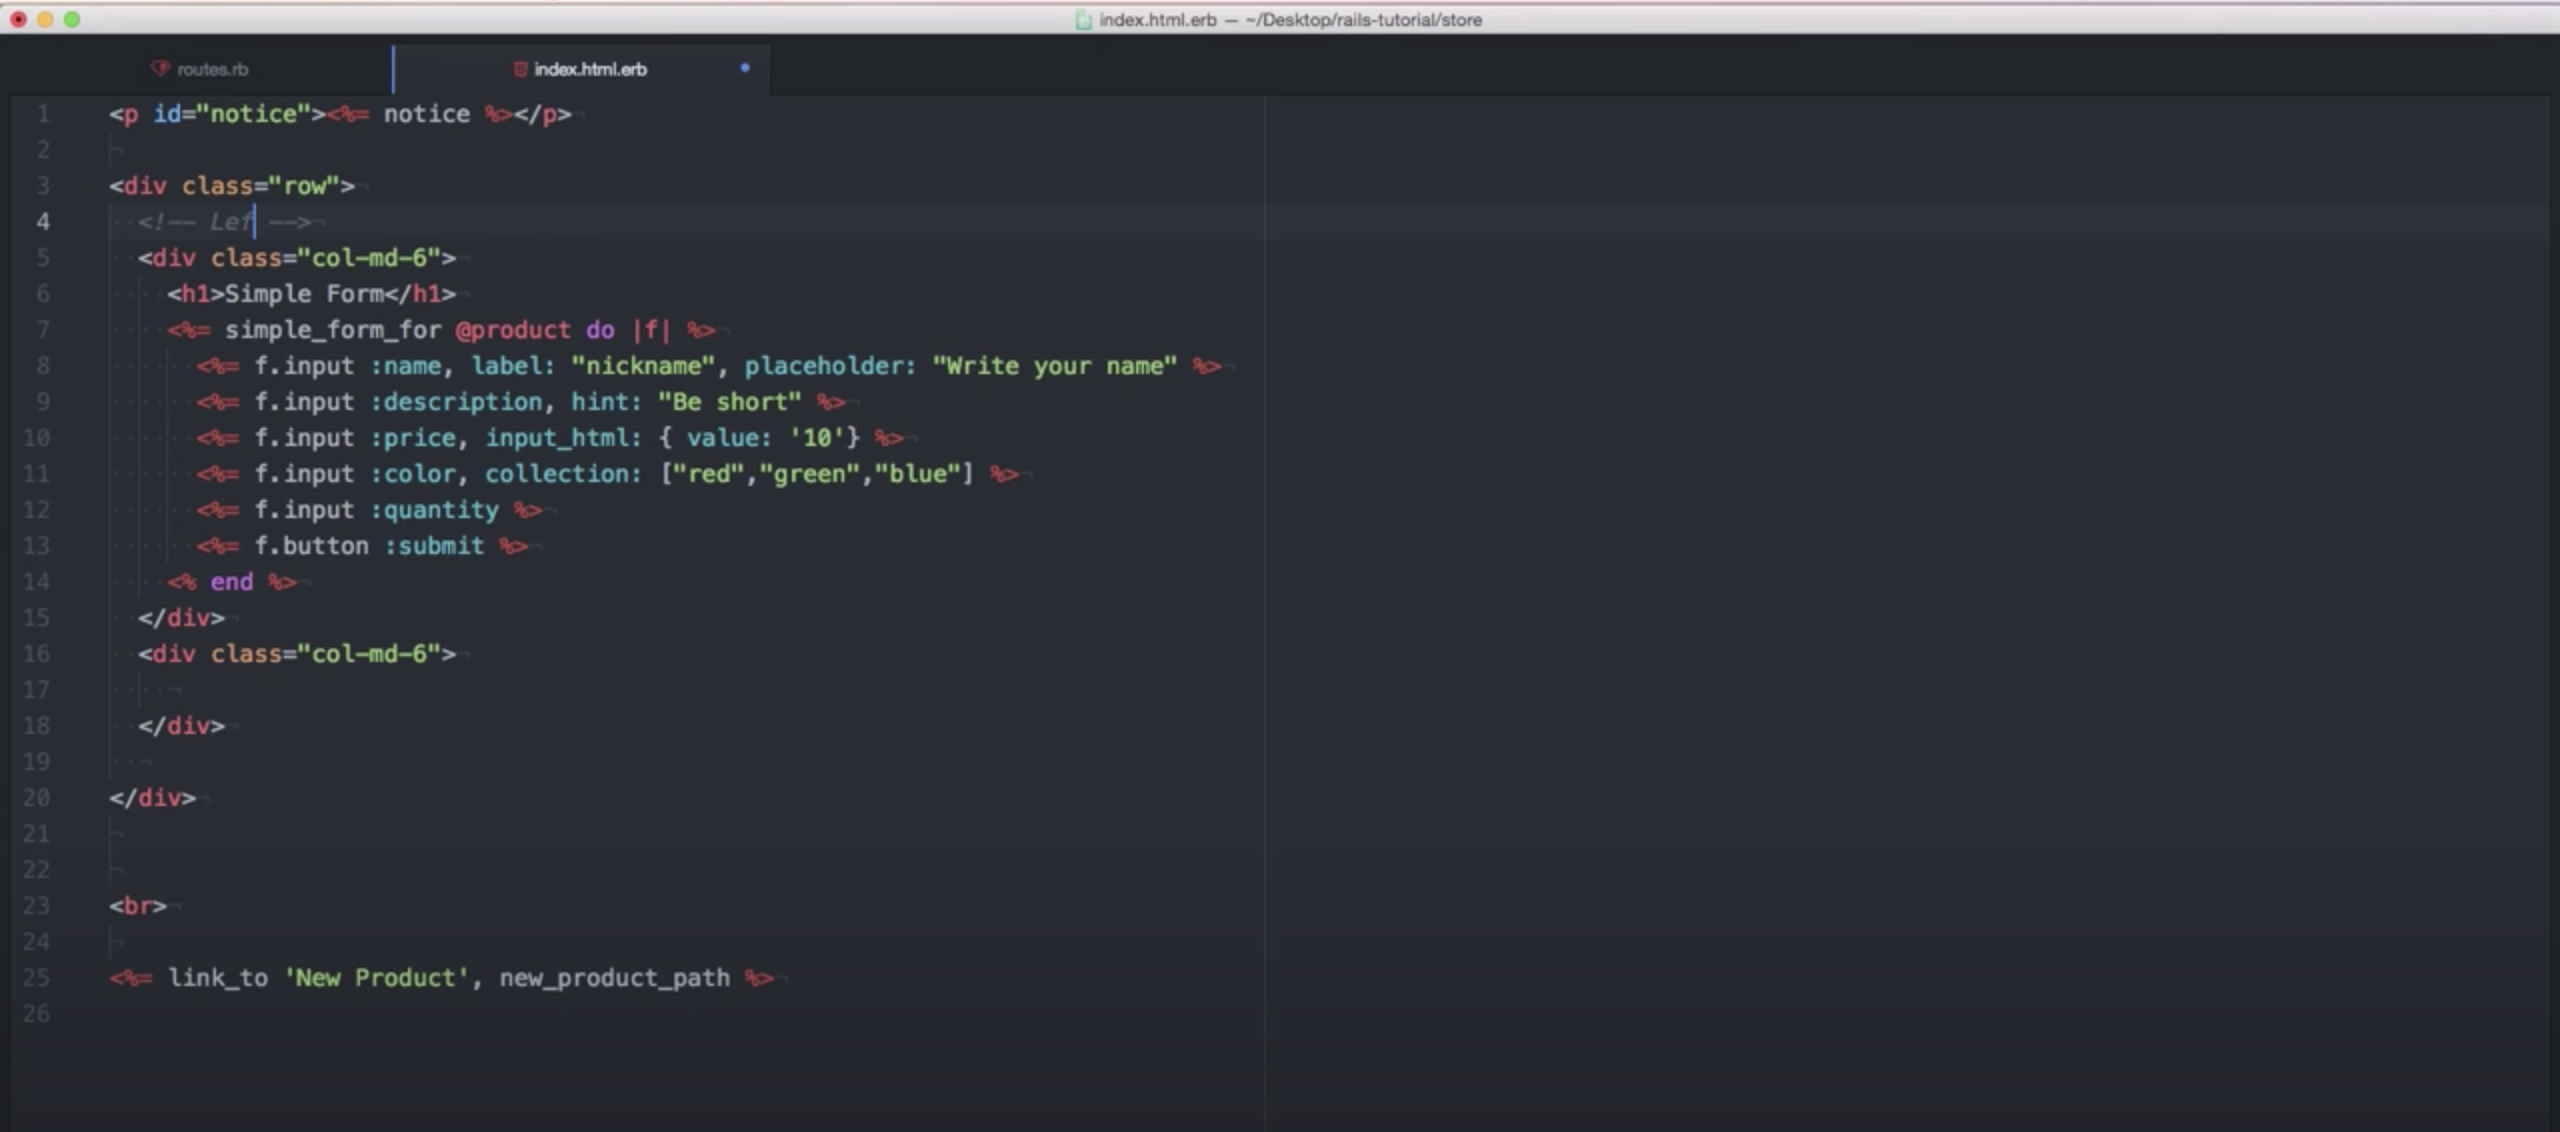 index.html.erb — ~/Desktop/rails-tutorial/store
routes.rb
index.html.erb
1 <p id="notice"><%= notice %></p>
2
3 <div class="row">
4   <!-- Lef -->
5   <div class="col-md-6">
6     <h1>Simple Form</h1>
7     <%= simple_form_for @product do |f| %>
8       <%= f.input :name, label: "nickname", placeholder: "Write your name" %>
9       <%= f.input :description, hint: "Be short" %>
10       <%= f.input :price, input_html: { value: '10'} %>
11       <%= f.input :color, collection: ["red","green","blue"] %>
12       <%= f.input :quantity %>
13       <%= f.button :submit %>
14     <% end %>
15   </div>
16   <div class="col-md-6">
17
18   </div>
19
20 </div>
21
22
23 <br>
24
25 <%= link_to 'New Product', new_product_path %>
26